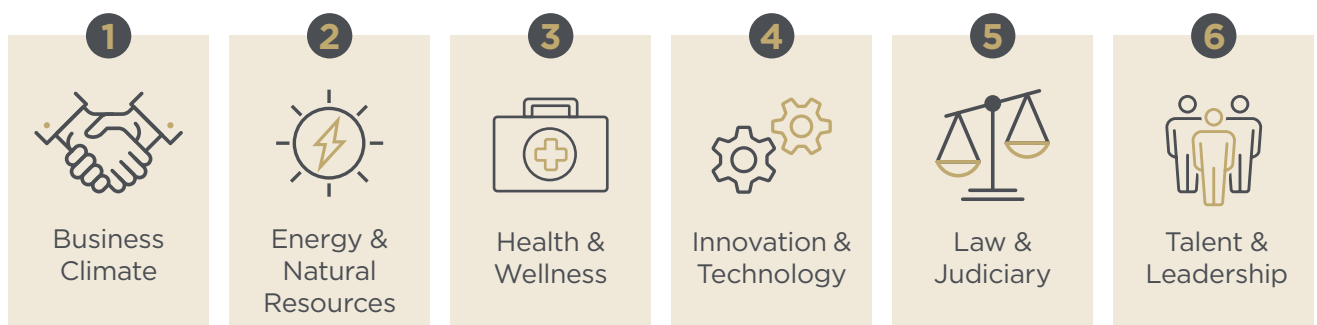 1
Business
Climate
2
Energy &
Natural
Resources
3
Health &
Wellness
4
Innovation &
Technology
5
Law &
Judiciary
6
Talent &
Leadership